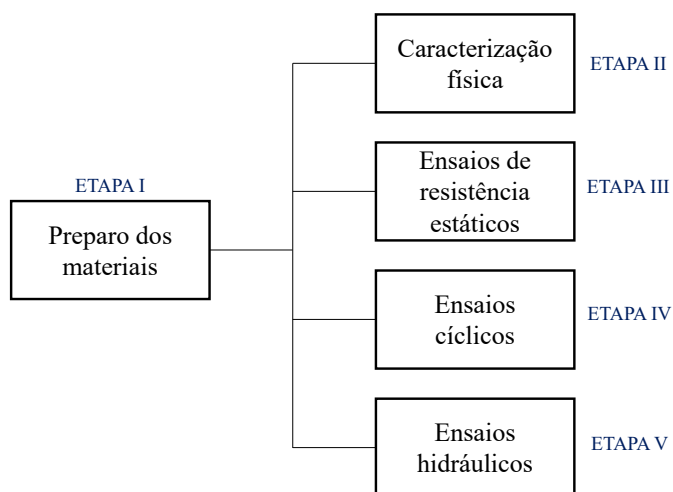 ETAPA I
Preparo dos
materiais
Caracterização
física
ETAPA II
Ensaios de
resistência
estáticos
ETAPA III
Ensaios
cíclicos
ETAPA IV
Ensaios
hidráulicos
ETAPA V